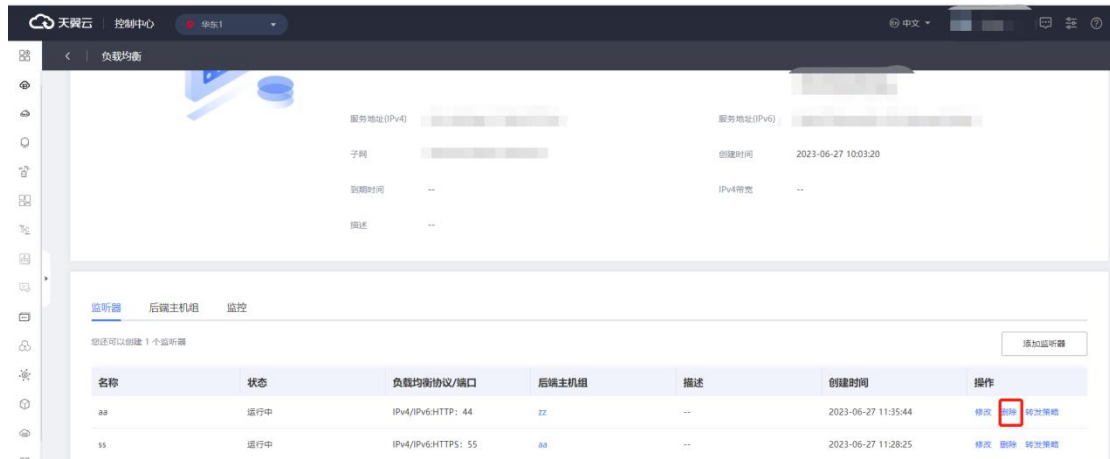 天翼云 控制中心 华东1 中文
负载均衡
服务地址(IPv4) 服务地址(IPv6)
子网 创建时间 2023-06-27 10:03:20
到期时间 -- IPv4带宽 --
描述 --
监听器 后端主机组 监控
您还可以创建 1 个监听器 添加监听器
名称 状态 负载均衡协议/端口 后端主机组 描述 创建时间 操作
aa 运行中 IPv4/IPv6:HTTP: 44 zz -- 2023-06-27 11:35:44 修改 删除 转发策略
ss 运行中 IPv4/IPv6:HTTPS: 55 aa -- 2023-06-27 11:28:25 修改 删除 转发策略